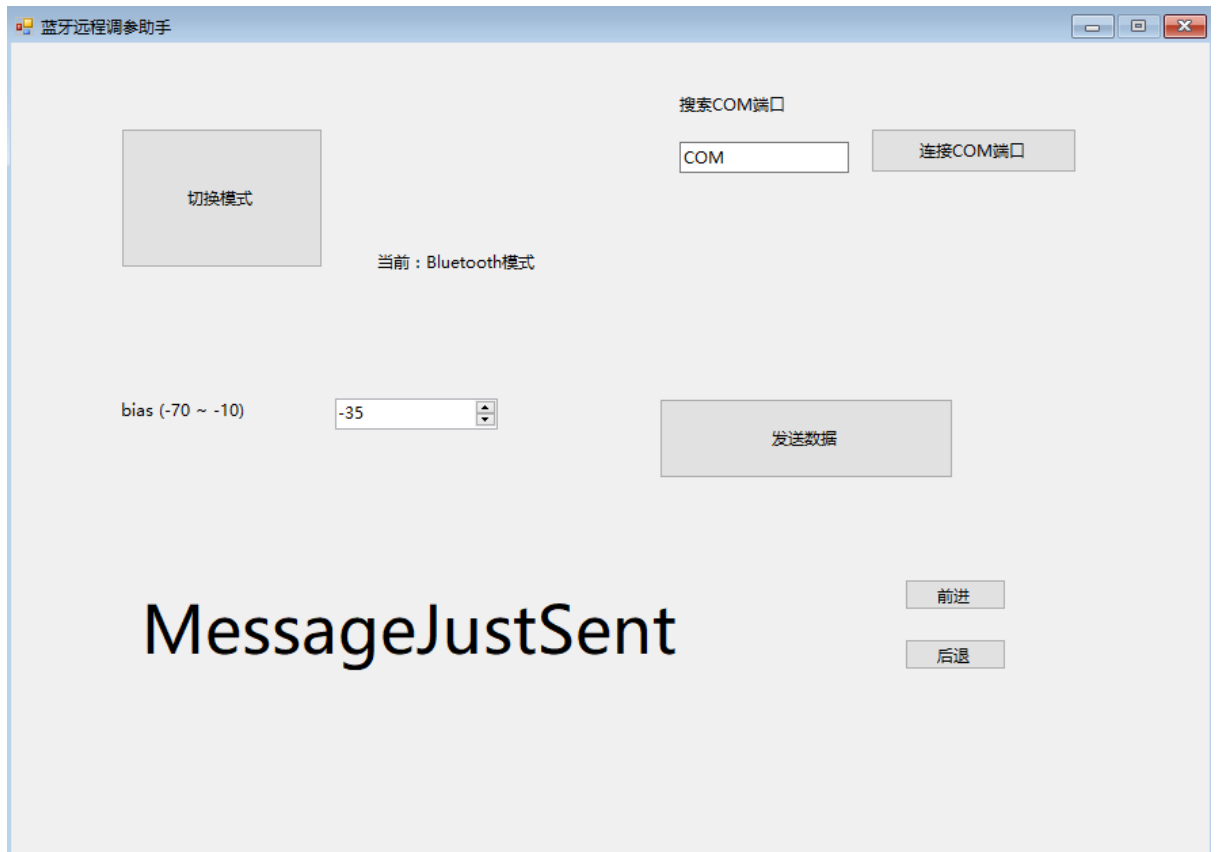 蓝牙远程调参助手
搜索COM端口
COM
连接COM端口
切换模式
当前：Bluetooth模式
bias (-70 ~ -10)
-35
发送数据
MessageJustSent
前进
后退